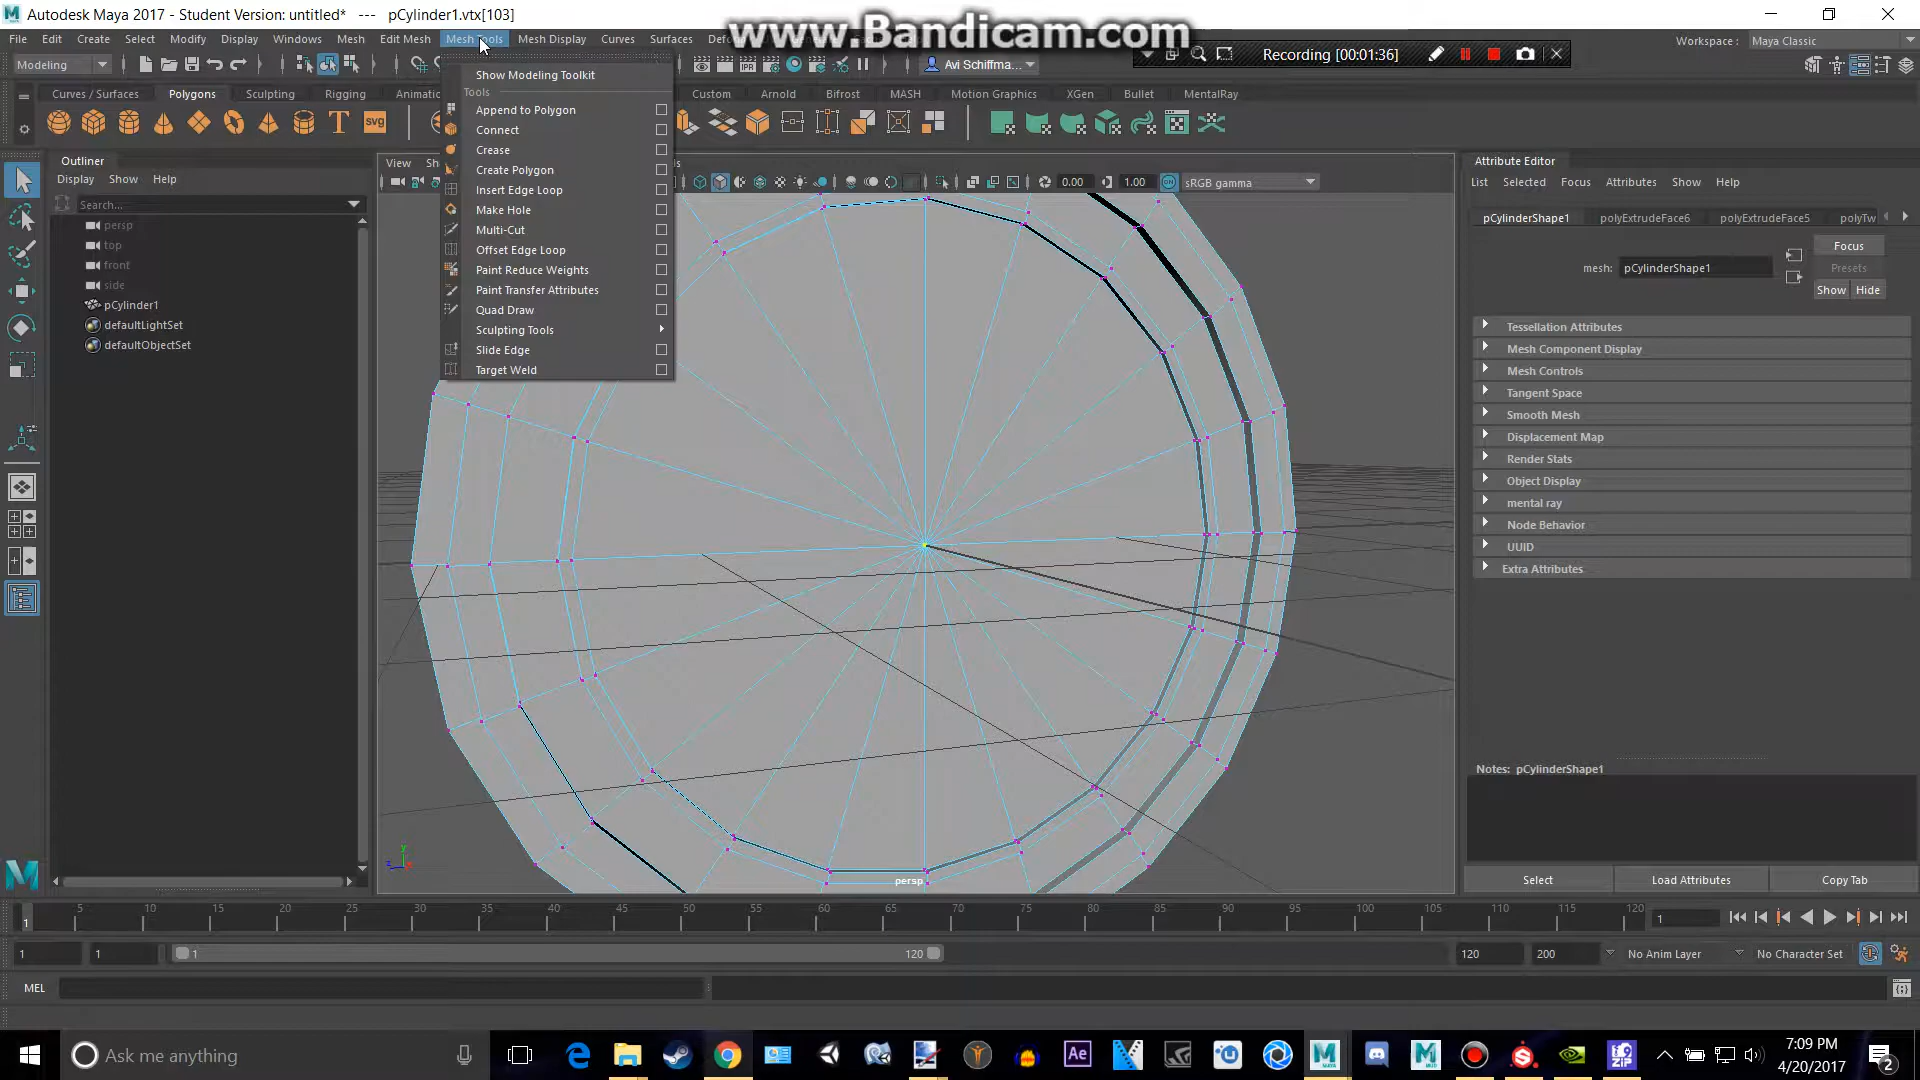 Autodesk Maya 2017 - Student Version: untitled* --- pCylinder1.vtx[103]
www.Bandicam.com
File Edit Create Select Modify Display Windows Mesh Edit Mesh Mesh Tools Mesh Display Curves Surfaces
Workspace: Maya Classic
Recording [00:01:36]
Modeling
Avi Schiffma...
Curves / Surfaces Polygons Sculpting Rigging Custom Arnold Bifrost MASH Motion Graphics XGen Bullet MentalRay
Show Modeling Toolkit
Tools
Append to Polygon
Connect
Crease
Create Polygon
Insert Edge Loop
Make Hole
Multi-Cut
Offset Edge Loop
Paint Reduce Weights
Paint Transfer Attributes
Quad Draw
Sculpting Tools
Slide Edge
Target Weld
Outliner
Display Show Help
Search...
persp
top
front
side
pCylinder1
defaultLightSet
defaultObjectSet
View
0.00 1.00 sRGB gamma
persp
Attribute Editor
List Selected Focus Attributes Show Help
pCylinderShape1 polyExtrudeFace6 polyExtrudeFace5 polyTw
mesh: pCylinderShape1
Focus
Presets
Show Hide
Tessellation Attributes
Mesh Component Display
Mesh Controls
Tangent Space
Smooth Mesh
Displacement Map
Render Stats
Object Display
mental ray
Node Behavior
UUID
Extra Attributes
Notes: pCylinderShape1
Select Load Attributes Copy Tab
1 5 10 15 20 25 30 35 40 45 50 55 60 65 70 75 80 85 90 95 100 105 110 115 120 1
1 1 1 120 120 200 No Anim Layer No Character Set
MEL
Ask me anything
7:09 PM
4/20/2017
2